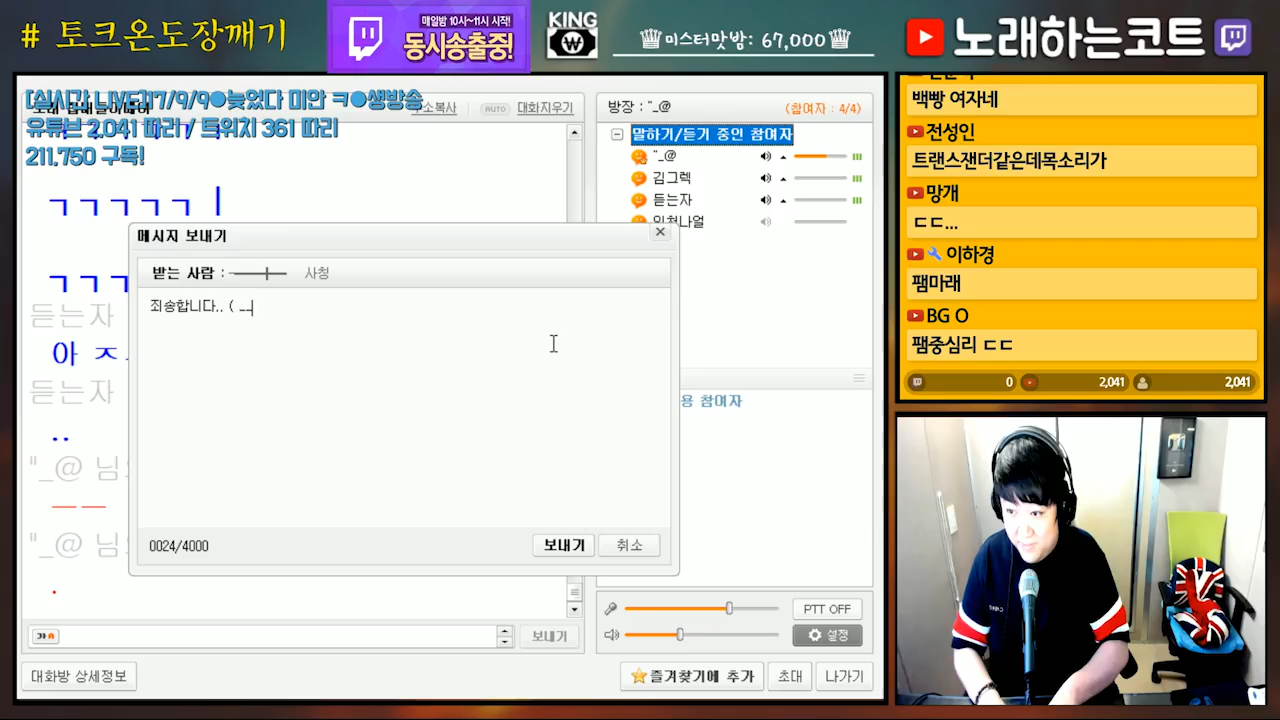 # 토크온도장깨기
매일밤 10시~11시 시작!
동시송출중!
KING
₩
미스터맛밤: 67,000
노래하는코트
[실시간 LIVE]17/9/9●늦었다 미안 ㅋ●생방송
유튜브 2,041 따리 / 트위치 361 따리
211,750 구독!
주소복사
AUTO
대화지우기
ㄱㄱㄱㄱㄱ ㅣ
ㄱㄱㄱ
듣는자
아 ㅈ
듣는자
..
"_@ 님
ㅡㅡ
"_@ 님
.
메시지 보내기
받는 사람 : ───┼── 사칭
죄송합니다.. ( __
0024/4000
보내기
취소
방장 : "_@
(참여자 : 4/4)
말하기/듣기 중인 참여자
"_@
김그렉
듣는자
용 참여자
PTT OFF
설정
가가
보내기
대화방 상세정보
즐겨찾기에 추가
초대
나가기
백빵 여자네
전성인
트랜스잰더같은데목소리가
망개
ㄷㄷ...
이하경
팸마래
BG O
팸중심리 ㄷㄷ
0
2,041
2,041